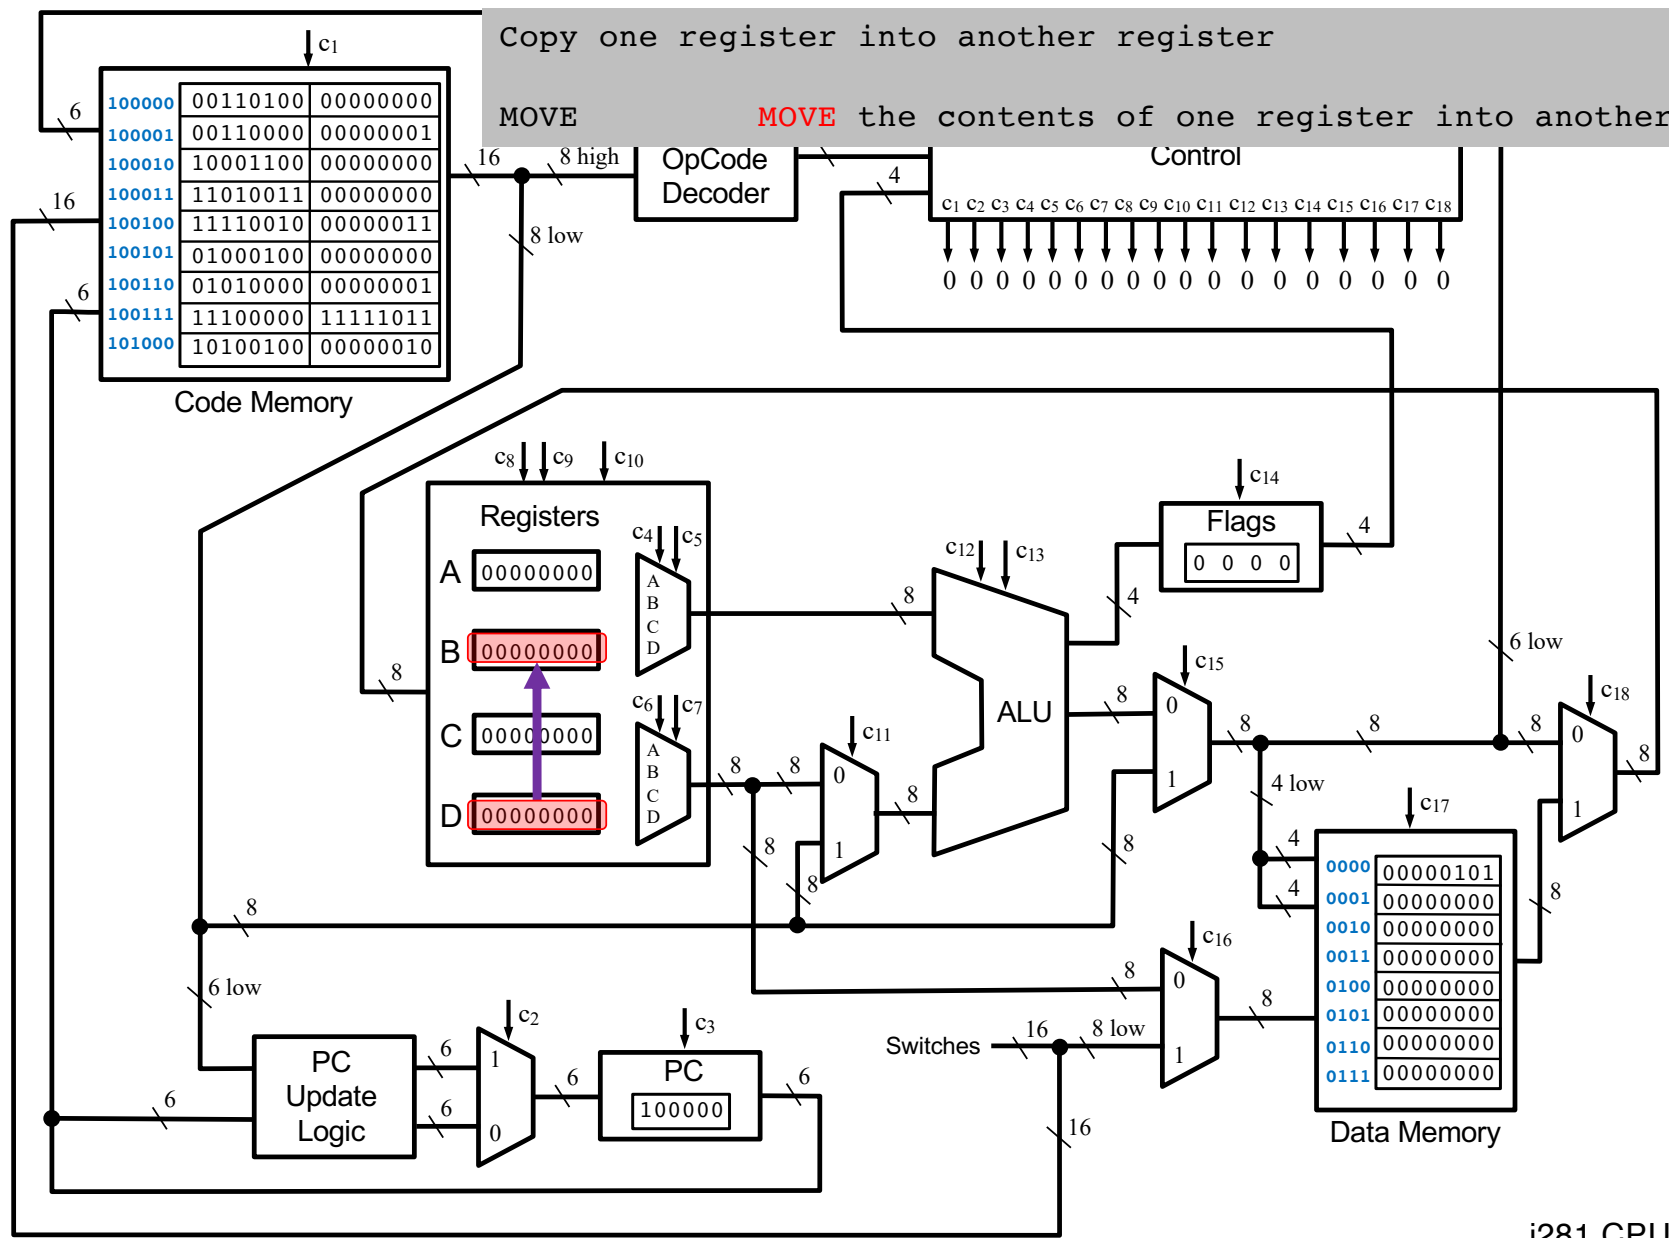 Copy one register into another register
MOVE MOVE the contents of one register into another
c1
100000 00110100 00000000
100001 00110000 00000001
100010 10001100 00000000
100011 11010011 00000000
100100 11110010 00000011
100101 01000100 00000000
100110 01010000 00000001
100111 11100000 11111011
101000 10100100 00000010
Code Memory
6
16
6
16
8 high
8 low
OpCode
Decoder
4
Control
c1 c2 c3 c4 c5 c6 c7 c8 c9 c10 c11 c12 c13 c14 c15 c16 c17 c18
0 0 0 0 0 0 0 0 0 0 0 0 0 0 0 0 0 0
c8 c9 c10
Registers
A 00000000
B 00000000
C 00000000
D 00000000
8
c4 c5
A
B
C
D
c6 c7
A
B
C
D
8
8
8
8
c11
0
1
8
8
c12 c13
ALU
8
4
c14
Flags
0 0 0 0
4
8
c15
0
1
8
8
8
6 low
4 low
4
4
8
c18
0
1
8
8
c17
0000 00000101
0001 00000000
0010 00000000
0011 00000000
0100 00000000
0101 00000000
0110 00000000
0111 00000000
Data Memory
8
c16
0
1
8
8
Switches
16
8 low
16
6 low
PC
Update
Logic
6
6
6
c2
1
0
6
c3
PC
100000
6
i281 CPU